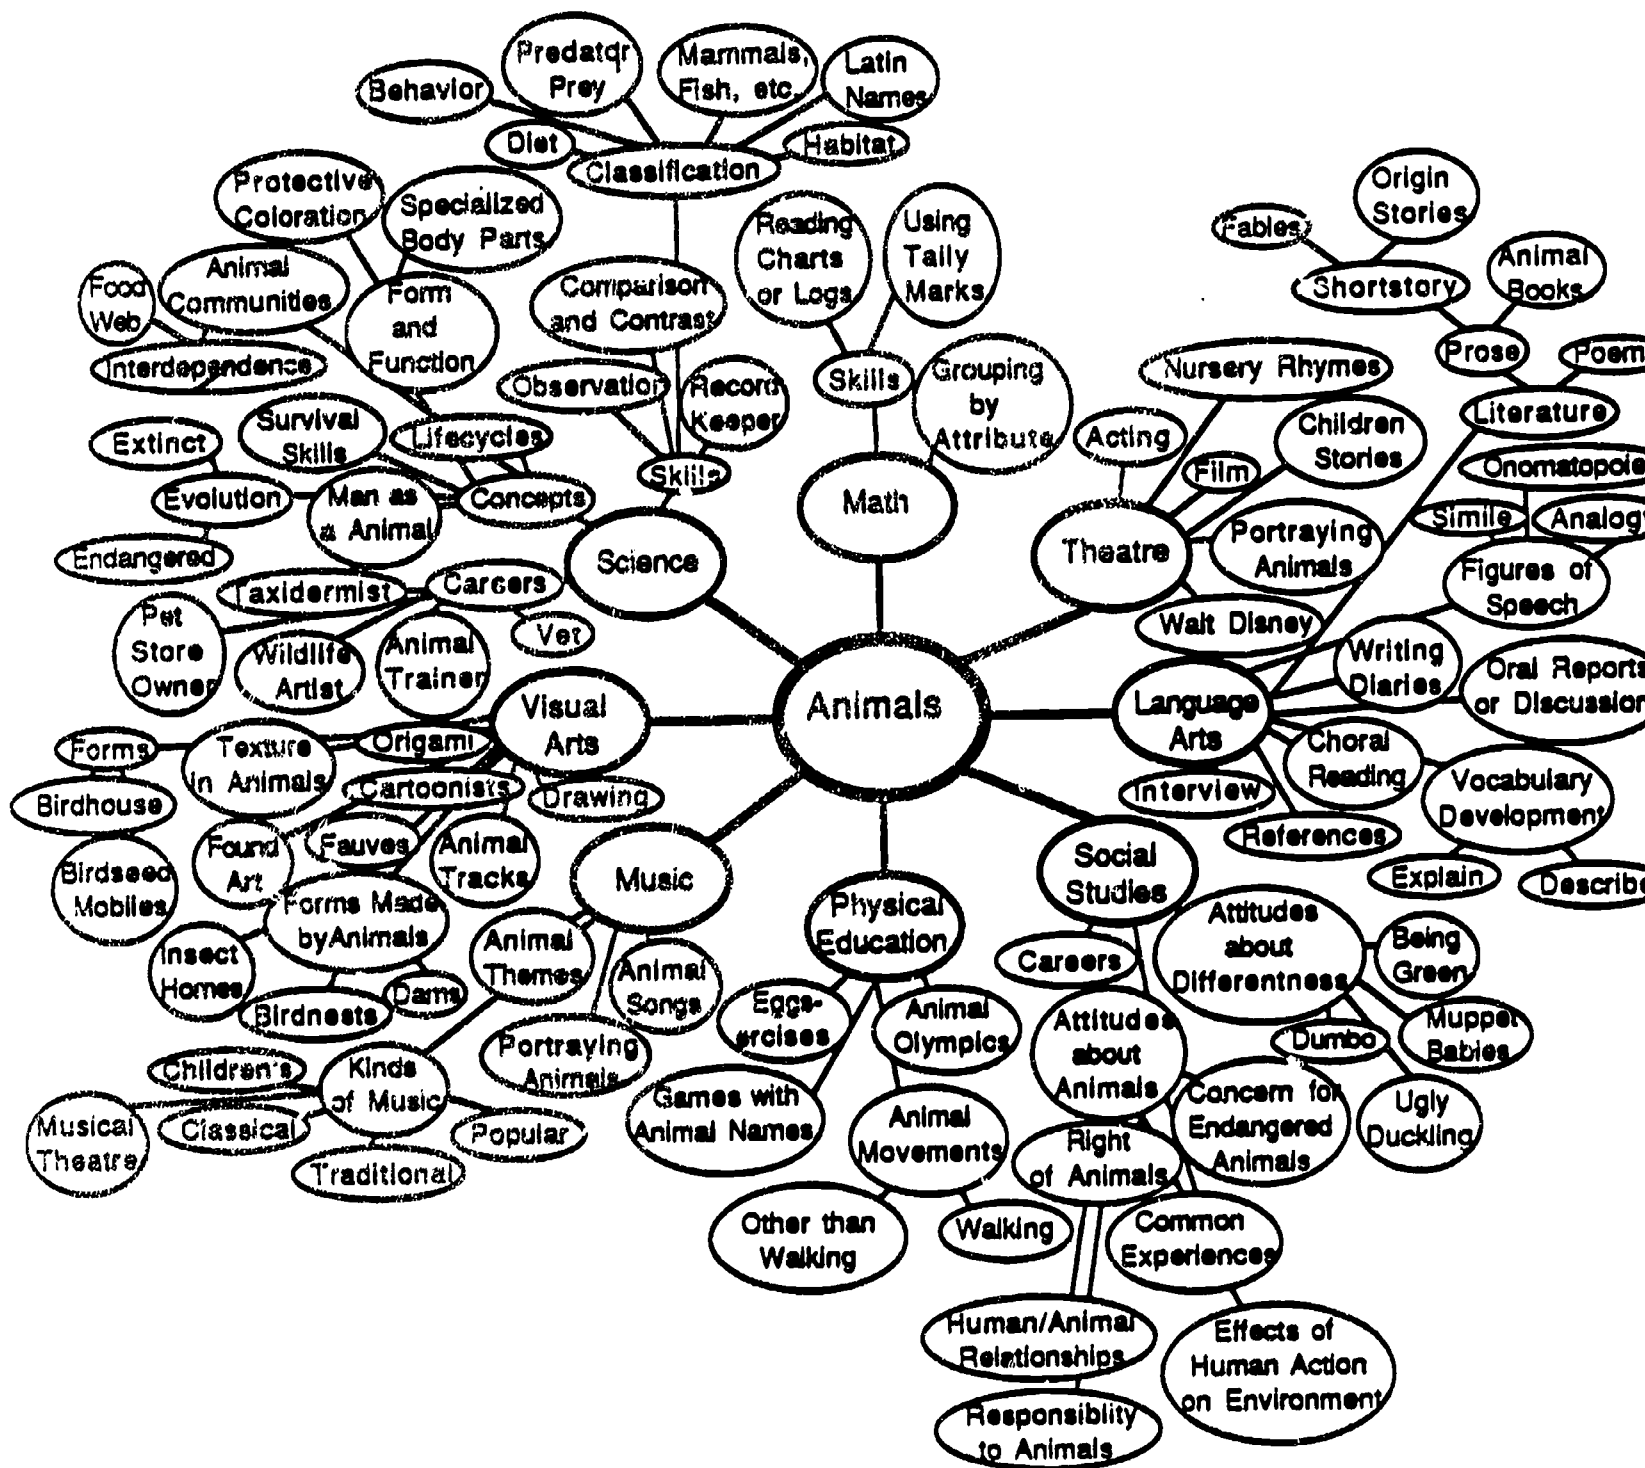 Predator
Prey
Mammals,
Fish, etc.
Latin
Names
Behavior
Diet
Habitat
Classification
Protective
Coloration
Specialized
Body Parts
Reading
Charts
or Logs
Using
Tally
Marks
Origin
Stories
Fables
Shortstory
Animal
Books
Food
Web
Animal
Communities
Form
and
Function
Comparison
and Contrast
Interdependence
Observation
Record
Keeper
Skills
Grouping
by
Attribute
Nursery Rhymes
Prose
Poem
Literature
Extinct
Survival
Skills
Lifecycles
Skills
Acting
Film
Children
Stories
Onomatopoie
Evolution
Man as
a Animal
Concepts
Math
Simile
Analogy
Endangered
Science
Theatre
Portraying
Animals
Figures of
Speech
Taxidermist
Careers
Vet
Walt Disney
Pet
Store
Owner
Wildlife
Artist
Animal
Trainer
Writing
Diaries
Oral Reports
or Discussion
Visual
Arts
Animals
Language
Arts
Forms
Texture
in Animals
Origami
Choral
Reading
Birdhouse
Cartoonists
Drawing
Interview
References
Vocabulary
Development
Birdseed
Mobiles
Found
Art
Fauves
Animal
Tracks
Music
Social
Studies
Explain
Describe
Forms Made
byAnimals
Physical
Education
Attitudes
about
Differentness
Being
Green
Insect
Homes
Birdnests
Dams
Animal
Themes
Animal
Songs
Careers
Eggs-
ercises
Animal
Olympics
Attitudes
about
Animals
Dumbo
Muppet
Babies
Children's
Kinds
of Music
Portraying
Animals
Games with
Animal Names
Animal
Movements
Concern for
Endangered
Animals
Ugly
Duckling
Musical
Theatre
Classical
Popular
Traditional
Right
of Animals
Other than
Walking
Walking
Common
Experiences
Human/Animal
Relationships
Effects of
Human Action
on Environment
Responsiblity
to Animals